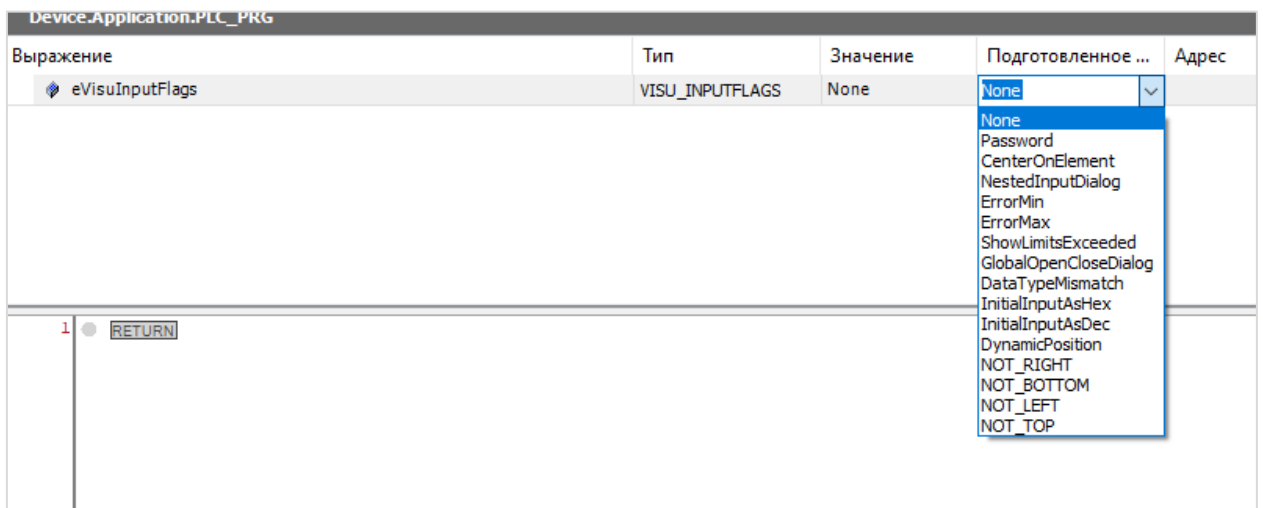 Device.Application.PLC_PRG
Выражение Тип Значение Подготовленное ... Адрес
eVisuInputFlags VISU_INPUTFLAGS None None
None
Password
CenterOnElement
NestedInputDialog
ErrorMin
ErrorMax
ShowLimitsExceeded
GlobalOpenCloseDialog
DataTypeMismatch
InitialInputAsHex
InitialInputAsDec
DynamicPosition
NOT_RIGHT
NOT_BOTTOM
NOT_LEFT
NOT_TOP
1 RETURN